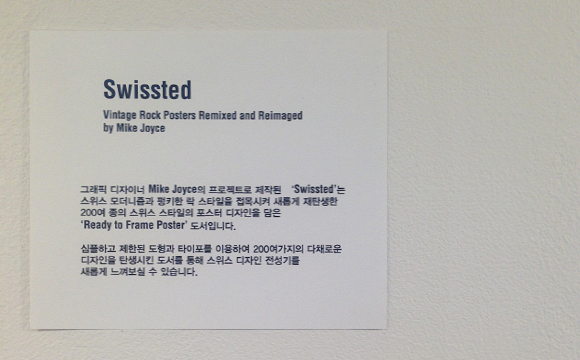 Swissted
Vintage Rock Posters Remixed and Reimaged
by Mike Joyce
그래픽 디자이너 Mike Joyce의 프로젝트로 제작된 ‘Swissted’는
스위스 모더니즘과 펑키한 락 스타일을 접목시켜 새롭게 재탄생한
200여 종의 스위스 스타일의 포스터 디자인을 담은
‘Ready to Frame Poster’ 도서입니다.
심플하고 제한된 도형과 타이포를 이용하여 200여가지의 다채로운
디자인을 탄생시킨 도서를 통해 스위스 디자인 전성기를
새롭게 느껴보실 수 있습니다.